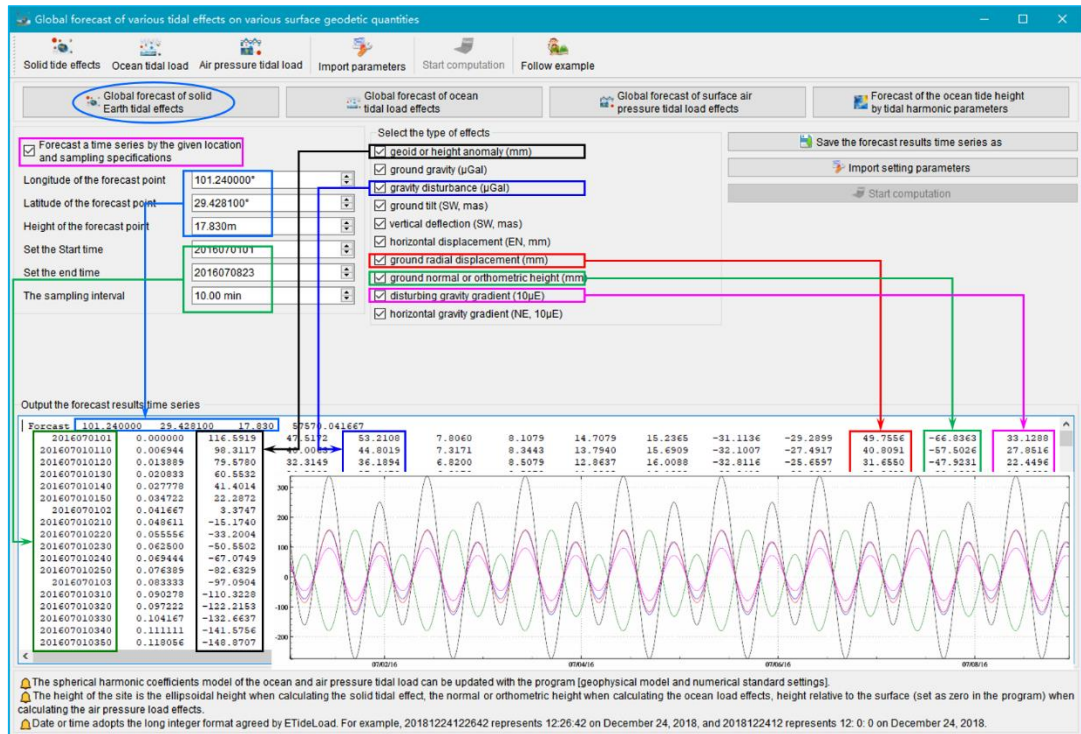 Global forecast of various tidal effects on various surface geodetic quantities
Solid tide effects Ocean tidal load Air pressure tidal load Import parameters Start computation Follow example
Global forecast of solid
Earth tidal effects
Global forecast of ocean
tidal load effects
Global forecast of surface air
pressure tidal load effects
Forecast of the ocean tide height
by tidal harmonic parameters
Forecast a time series by the given location
and sampling specifications
Longitude of the forecast point 101.240000°
Latitude of the forecast point 29.428100°
Height of the forecast point 17.830m
Set the Start time 2016070101
Set the end time 2016070823
The sampling interval 10.00 min
Select the type of effects
geoid or height anomaly (mm)
ground gravity (μGal)
gravity disturbance (μGal)
ground tilt (SW, mas)
vertical deflection (SW, mas)
horizontal displacement (EN, mm)
ground radial displacement (mm)
ground normal or orthometric height (mm)
disturbing gravity gradient (10μE)
horizontal gravity gradient (NE, 10μE)
Save the forecast results time series as
Import setting parameters
Start computation
Output the forecast results time series
Forcast 101.240000 29.428100 17.830 57570.041667
2016070101 0.000000 116.5919 47.5172 53.2108 7.8060 8.1079 14.7079 15.2365 -31.1136 -29.2899 49.7556 -66.8363 33.1288
201607010110 0.006944 98.3117 44.8019 7.3171 8.3443 13.7940 15.6909 -32.1007 -27.4917 40.8091 -57.5026 27.8516
201607010120 0.013889 79.5780 32.3149 36.1894 6.8200 8.5079 12.8637 16.0088 -32.8116 -25.6597 31.6550 -47.9231 22.4496
201607010130 0.020833 60.5532
201607010140 0.027778 41.4014
201607010150 0.034722 22.2872
2016070102 0.041667 3.3747
201607010210 0.048611 -15.1740
201607010220 0.055556 -33.2004
201607010230 0.062500 -50.5502
201607010240 0.069444 -67.0749
201607010250 0.076389 -82.6329
2016070103 0.083333 -97.0904
201607010310 0.090278 -110.3228
201607010320 0.097222 -122.2153
201607010330 0.104167 -132.6637
201607010340 0.111111 -141.5756
201607010350 0.118056 -148.8707
300
200
100
0
-100
-200
07/02/16 07/04/16 07/06/16 07/08/16
The spherical harmonic coefficients model of the ocean and air pressure tidal load can be updated with the program [geophysical model and numerical standard settings].
The height of the site is the ellipsoidal height when calculating the solid tidal effect, the normal or orthometric height when calculating the ocean load effects, height relative to the surface (set as zero in the program) when
calculating the air pressure load effects.
Date or time adopts the long integer format agreed by ETideLoad. For example, 20181224122642 represents 12:26:42 on December 24, 2018, and 2018122412 represents 12: 0: 0 on December 24, 2018.